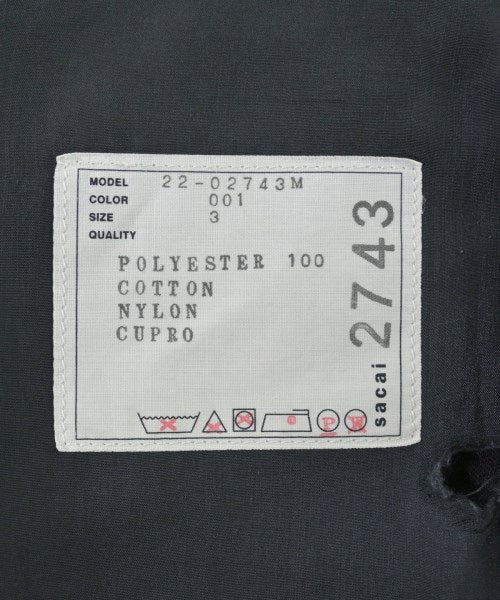 MODEL 22-02743M
COLOR 001
SIZE 3
QUALITY
POLYESTER 100
COTTON
NYLON
CUPRO
P W
sacai 2743